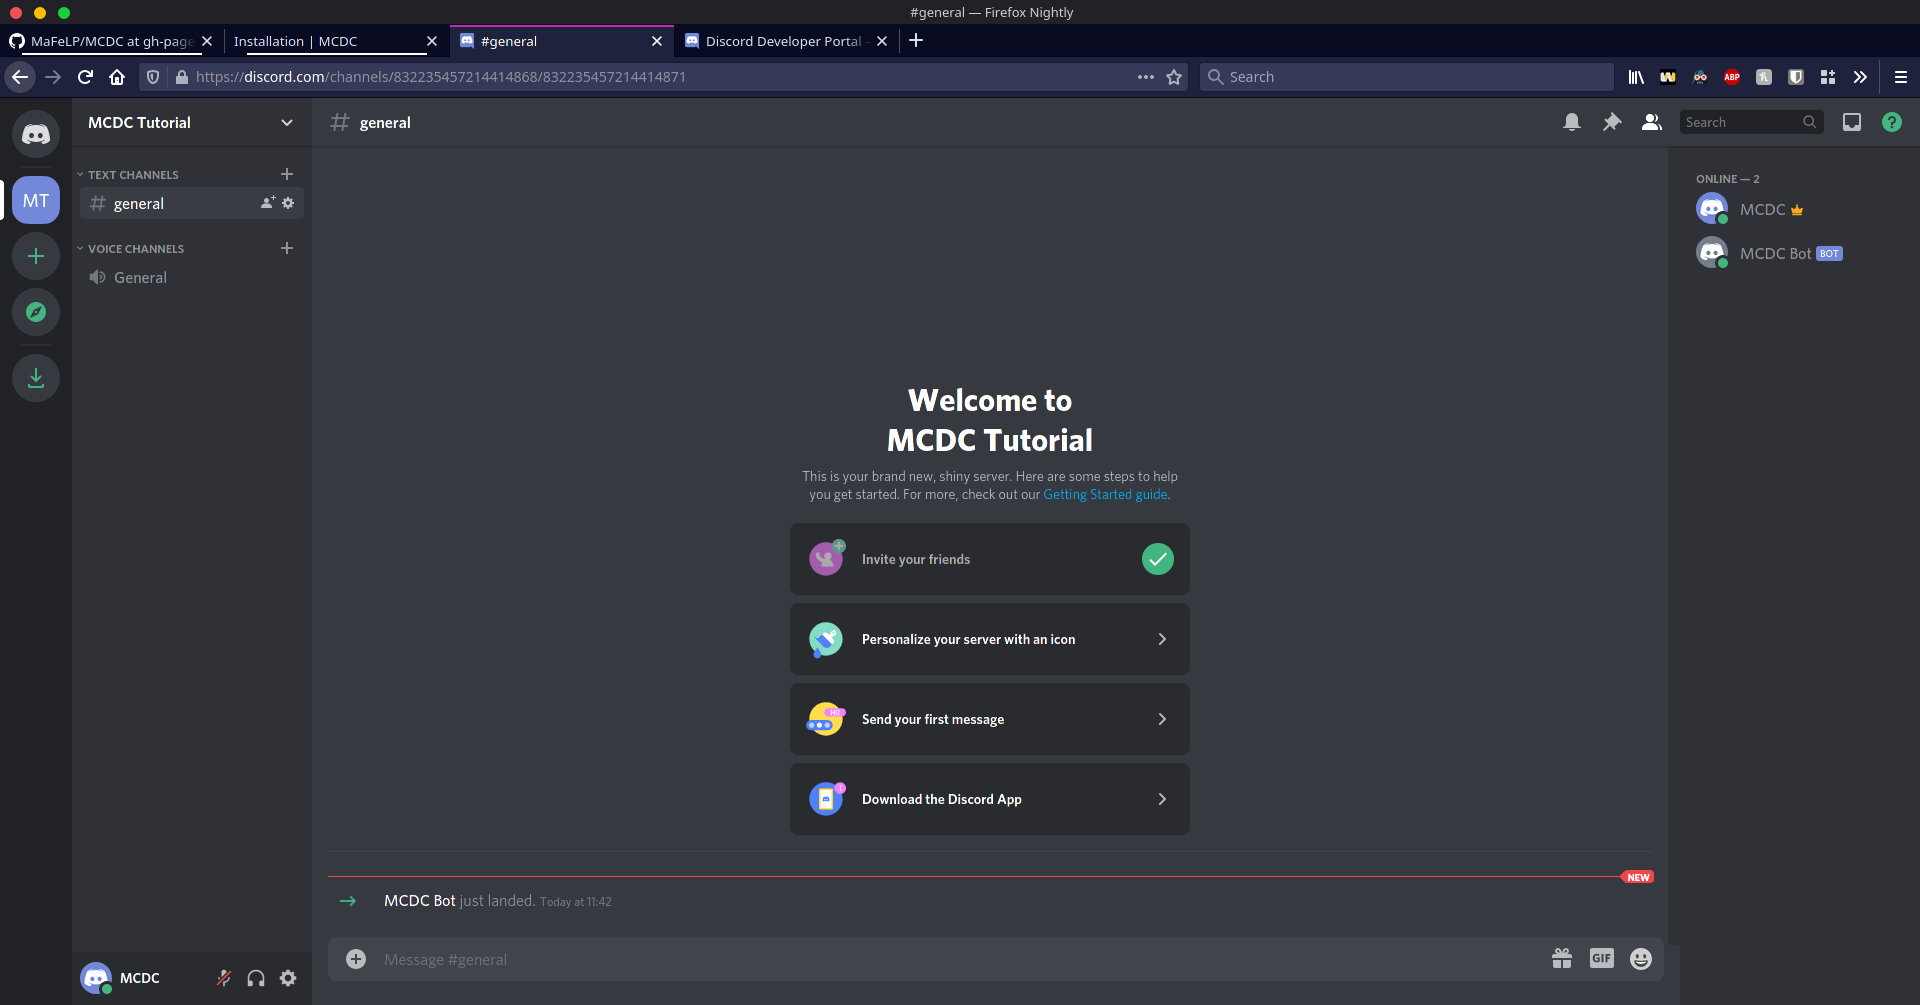 #general — Firefox Nightly
MaFeLP/MCDC at gh-page
Installation | MCDC
#general
Discord Developer Portal -
https://discord.com/channels/832235457214414868/832235457214414871
Search
ABP
MCDC Tutorial
general
Search
MT
TEXT CHANNELS
general
VOICE CHANNELS
General
ONLINE — 2
MCDC
MCDC Bot BOT
Welcome to
MCDC Tutorial
This is your brand new, shiny server. Here are some steps to help
you get started. For more, check out our Getting Started guide.
Invite your friends
Personalize your server with an icon
Hi!
Send your first message
Download the Discord App
NEW
MCDC Bot just landed. Today at 11:42
Message #general
GIF
MCDC